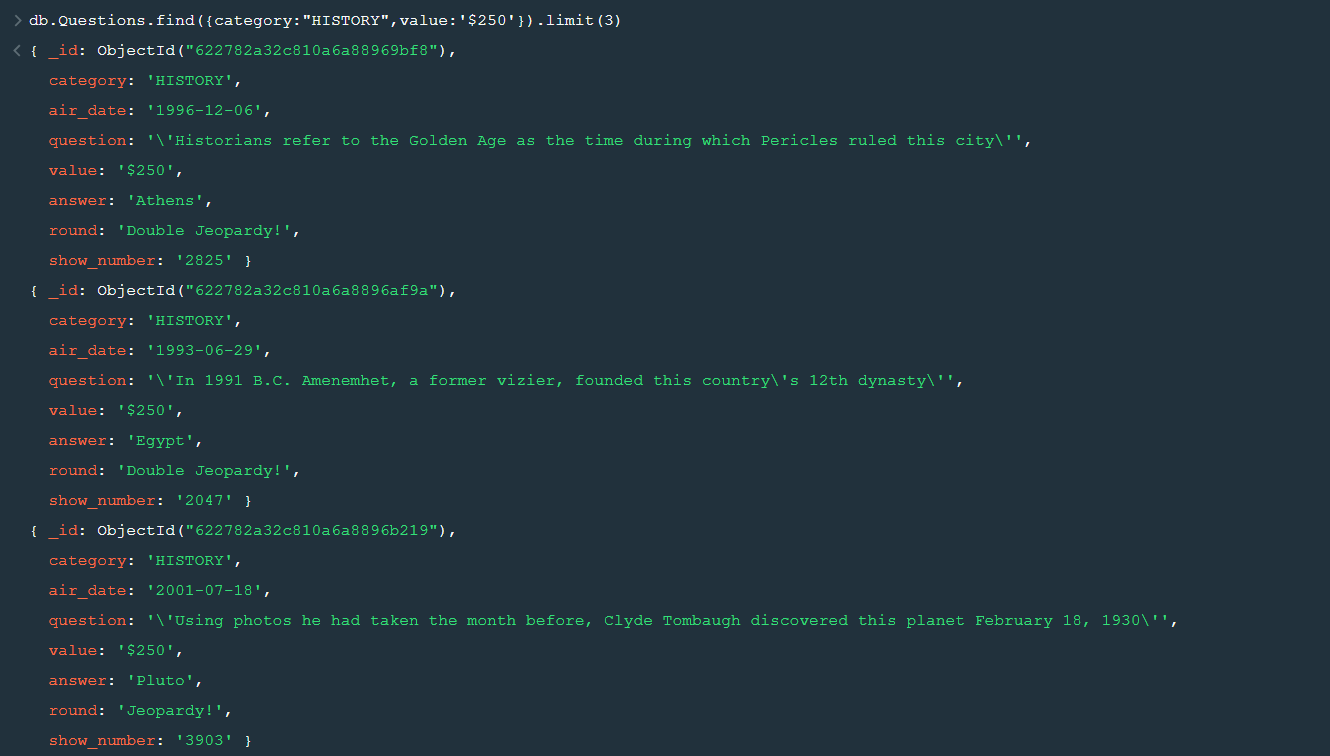 > db.Questions.find({category:"HISTORY",value:'$250'}).limit(3)
< { _id: ObjectId("622782a32c810a6a88969bf8"),
category: 'HISTORY',
air_date: '1996-12-06',
question: '\'Historians refer to the Golden Age as the time during which Pericles ruled this city\'',
value: '$250',
answer: 'Athens',
round: 'Double Jeopardy!',
show_number: '2825' }
{ _id: ObjectId("622782a32c810a6a8896af9a"),
category: 'HISTORY',
air_date: '1993-06-29',
question: '\'In 1991 B.C. Amenemhet, a former vizier, founded this country\'s 12th dynasty\'',
value: '$250',
answer: 'Egypt',
round: 'Double Jeopardy!',
show_number: '2047' }
{ _id: ObjectId("622782a32c810a6a8896b219"),
category: 'HISTORY',
air_date: '2001-07-18',
question: '\'Using photos he had taken the month before, Clyde Tombaugh discovered this planet February 18, 1930\'',
value: '$250',
answer: 'Pluto',
round: 'Jeopardy!',
show_number: '3903' }